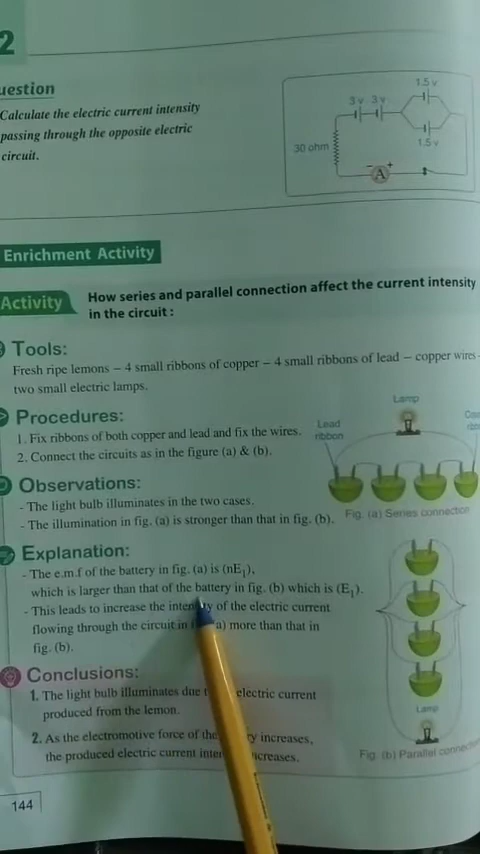 2
uestion
Calculate the electric current intensity
passing through the opposite electric
circuit.
1.5 v
3 v 3 v
1.5 v
30 ohm
A
Enrichment Activity
Activity
How series and parallel connection affect the current intensity
in the circuit :
Tools:
Fresh ripe lemons – 4 small ribbons of copper – 4 small ribbons of lead – copper wires -
two small electric lamps.
Procedures:
1. Fix ribbons of both copper and lead and fix the wires.
2. Connect the circuits as in the figure (a) & (b).
Lamp
Lead
ribbon
Fig. (a) Series connection
Observations:
- The light bulb illuminates in the two cases.
- The illumination in fig. (a) is stronger than that in fig. (b).
Explanation:
- The e.m.f of the battery in fig. (a) is (nE₁),
which is larger than that of the battery in fig. (b) which is (E₁).
- This leads to increase the intensity of the electric current
flowing through the circuit in a) more than that in
fig. (b).
Conclusions:
1. The light bulb illuminates due electric current
produced from the lemon.
2. As the electromotive force of the ry increases,
the produced electric current inten ncreases.
Lamp
Fig. (b) Parallel connec
144